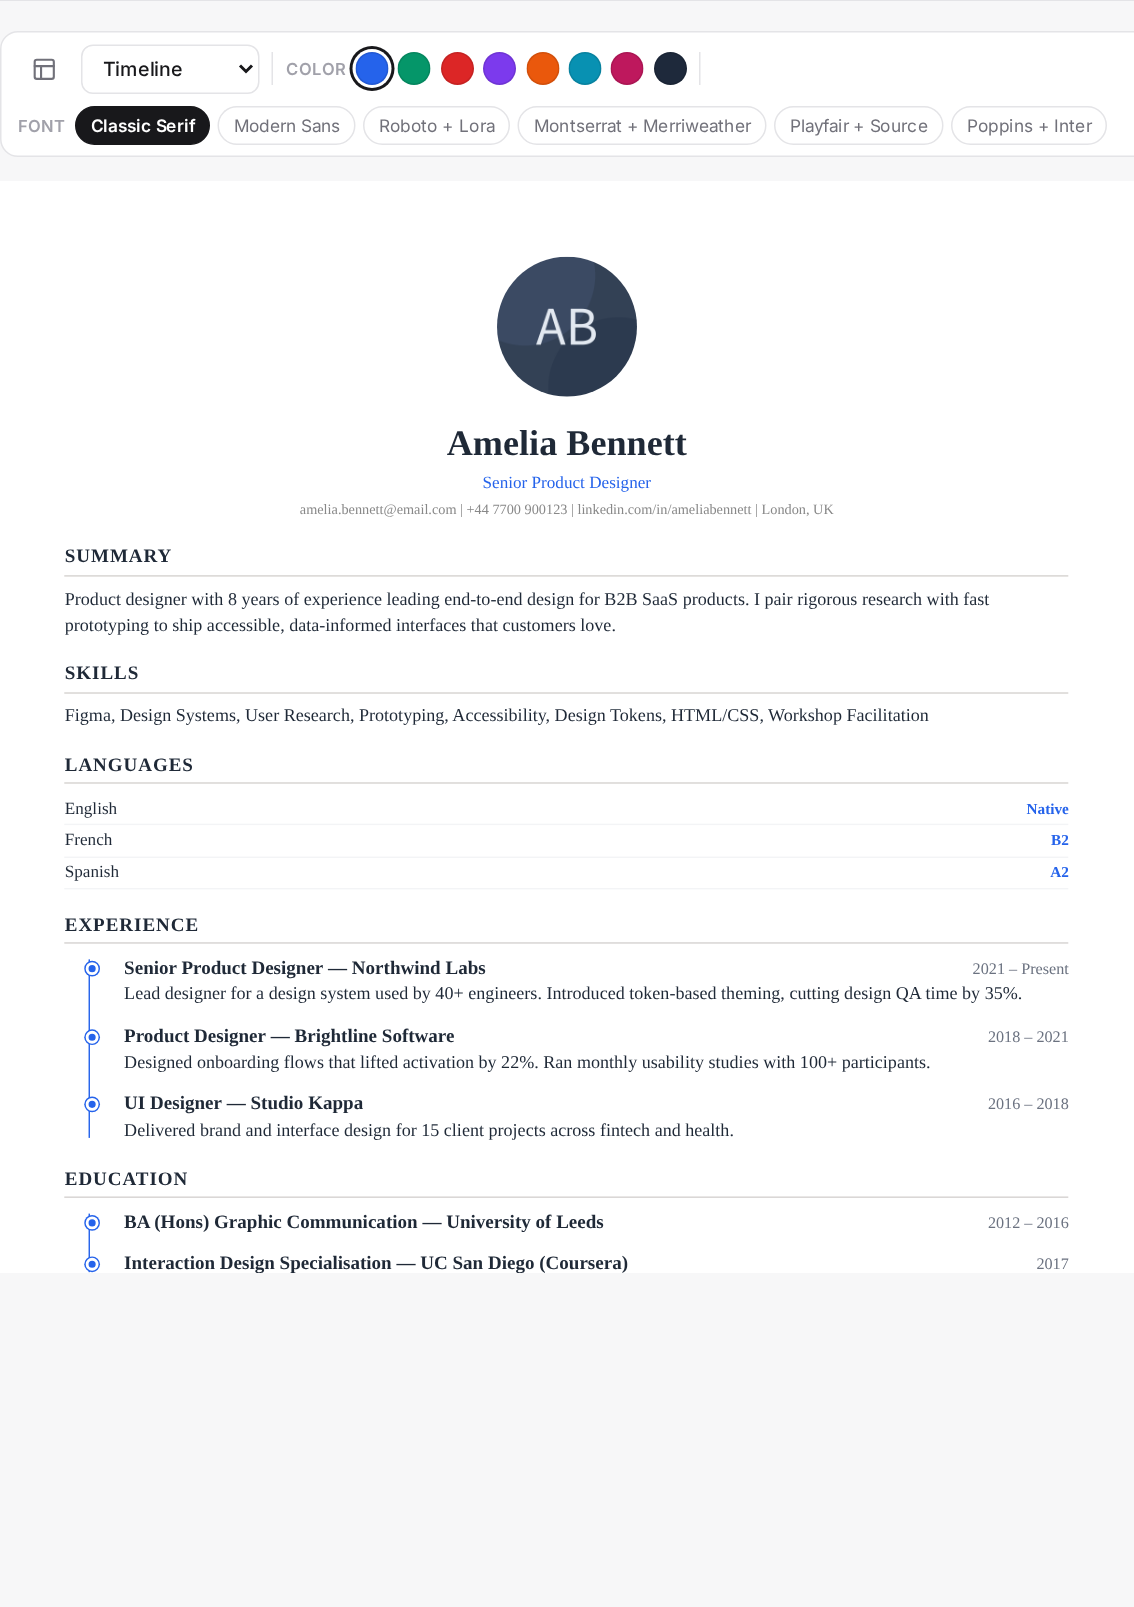 Timeline
COLOR
FONT Classic Serif Modern Sans Roboto + Lora Montserrat + Merriweather Playfair + Source Poppins + Inter
AB
Amelia Bennett
Senior Product Designer
amelia.bennett@email.com | +44 7700 900123 | linkedin.com/in/ameliabennett | London, UK
SUMMARY
Product designer with 8 years of experience leading end-to-end design for B2B SaaS products. I pair rigorous research with fast
prototyping to ship accessible, data-informed interfaces that customers love.
SKILLS
Figma, Design Systems, User Research, Prototyping, Accessibility, Design Tokens, HTML/CSS, Workshop Facilitation
LANGUAGES
English Native
French B2
Spanish A2
EXPERIENCE
Senior Product Designer — Northwind Labs 2021 – Present
Lead designer for a design system used by 40+ engineers. Introduced token-based theming, cutting design QA time by 35%.
Product Designer — Brightline Software 2018 – 2021
Designed onboarding flows that lifted activation by 22%. Ran monthly usability studies with 100+ participants.
UI Designer — Studio Kappa 2016 – 2018
Delivered brand and interface design for 15 client projects across fintech and health.
EDUCATION
BA (Hons) Graphic Communication — University of Leeds 2012 – 2016
Interaction Design Specialisation — UC San Diego (Coursera) 2017